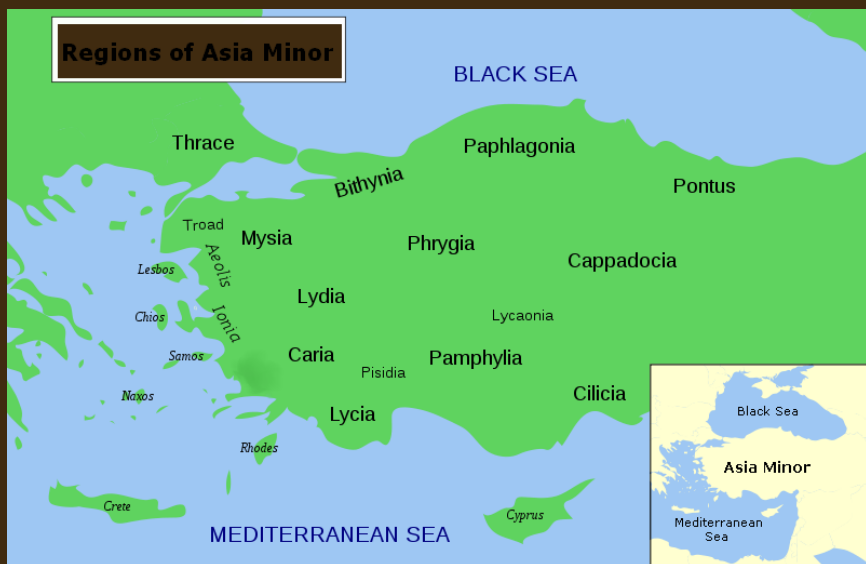 Regions of Asia Minor
BLACK SEA
Thrace
Paphlagonia
Bithynia
Pontus
Troad
Mysia
Phrygia
Aeolis
Cappadocia
Lesbos
Lydia
Chios
Ionia
Lycaonia
Samos
Caria
Pisidia
Pamphylia
Naxos
Lycia
Cilicia
Rhodes
Crete
Cyprus
MEDITERRANEAN SEA
Black Sea
Asia Minor
Mediterranean
Sea